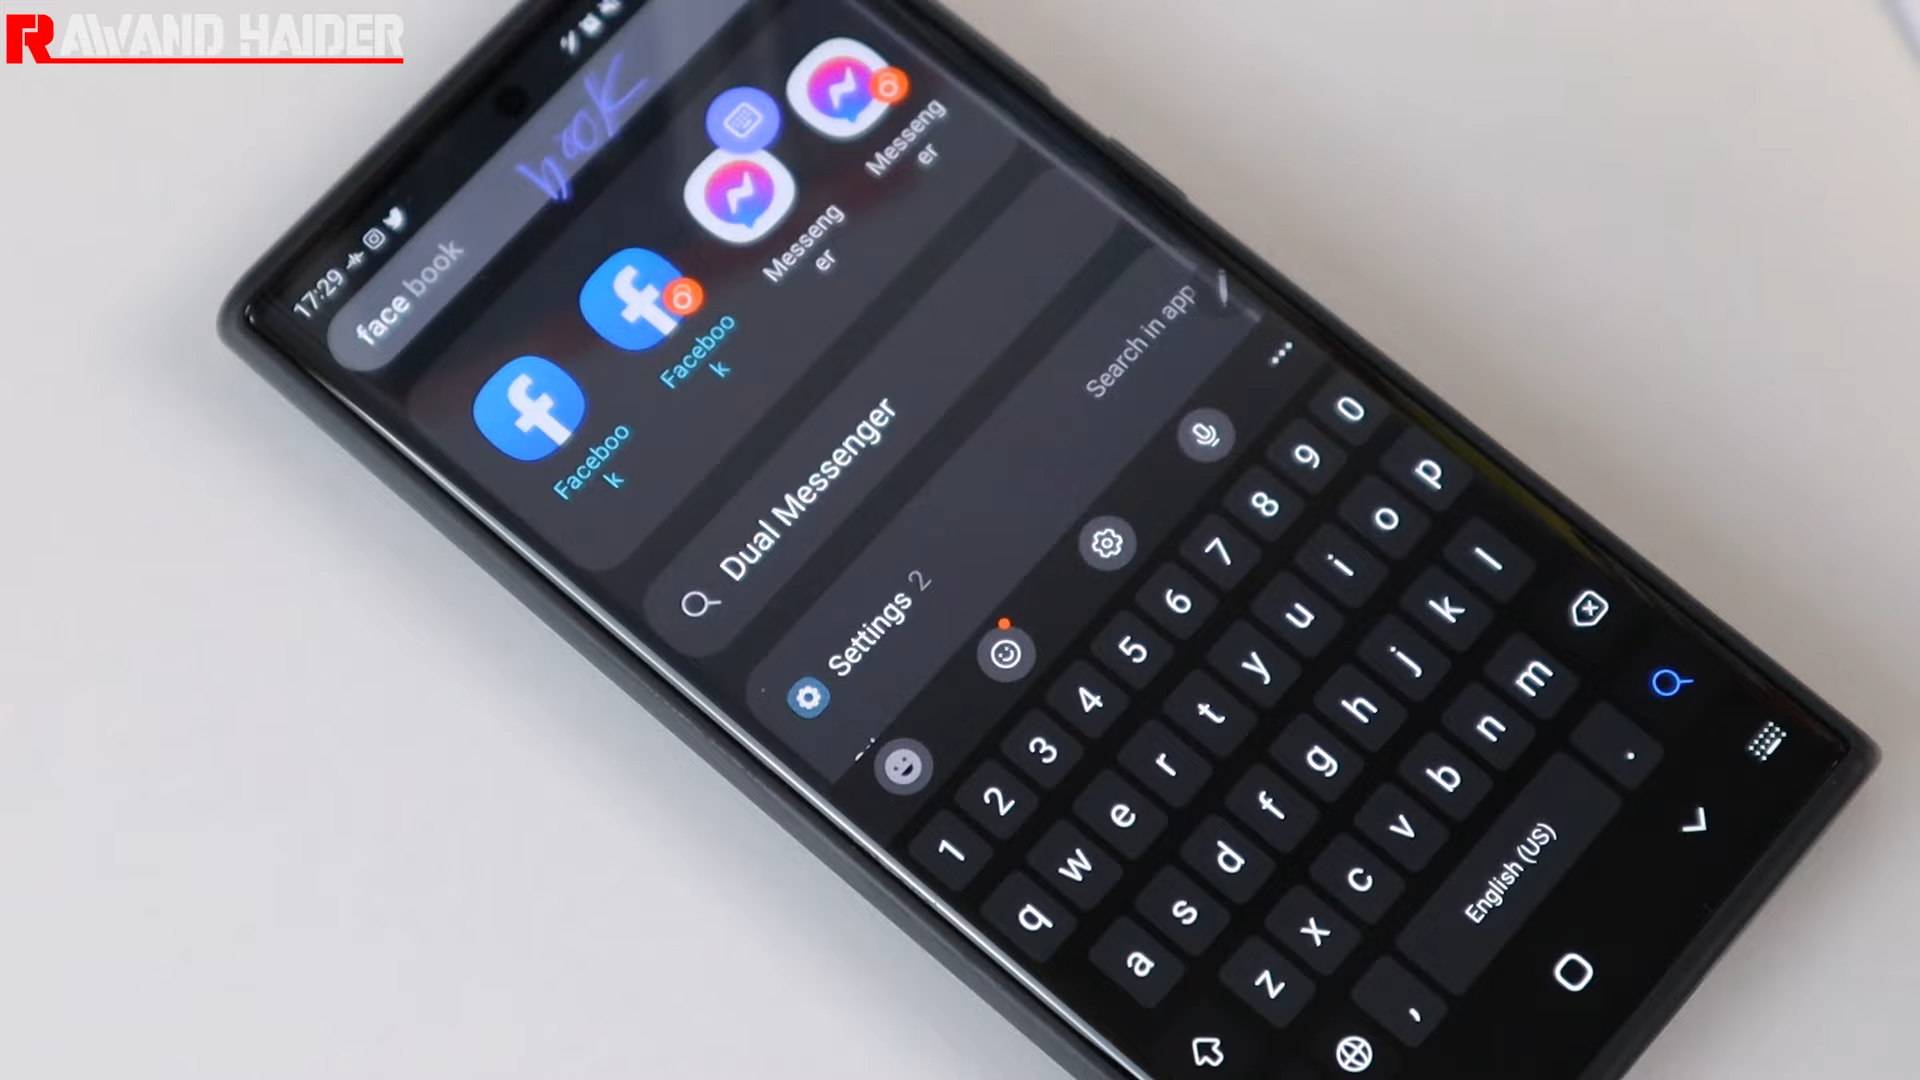 RAWAND HAIDER
17:29
face book
book
Faceboo
k
Faceboo
k
Messeng
er
Messeng
er
Dual Messenger
Settings 2
Search in app
1 2 3 4 5 6 7 8 9 0
q w e r t y u i o p
a s d f g h j k l
z x c v b n m
, English (US) .